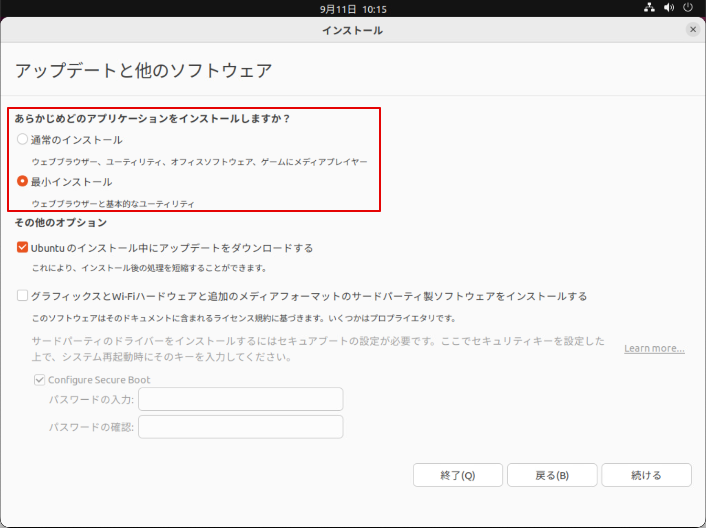 9月11日 10:15
インストール
アップデートと他のソフトウェア
あらかじめどのアプリケーションをインストールしますか？
通常のインストール
ウェブブラウザー、ユーティリティ、オフィスソフトウェア、ゲームにメディアプレイヤー
最小インストール
ウェブブラウザーと基本的なユーティリティ
その他のオプション
Ubuntu のインストール中にアップデートをダウンロードする
これにより、インストール後の処理を短縮することができます。
グラフィックスとWi-Fiハードウェアと追加のメディアフォーマットのサードパーティ製ソフトウェアをインストールする
このソフトウェアはそのドキュメントに含まれるライセンス規約に基づきます。いくつかはプロプライエタリです。
サードパーティのドライバーをインストールするにはセキュアブートの設定が必要です。ここでセキュリティキーを設定した
上で、システム再起動時にそのキーを入力してください。
Learn more...
Configure Secure Boot
パスワードの入力:
パスワードの確認:
終了(Q)
戻る(B)
続ける